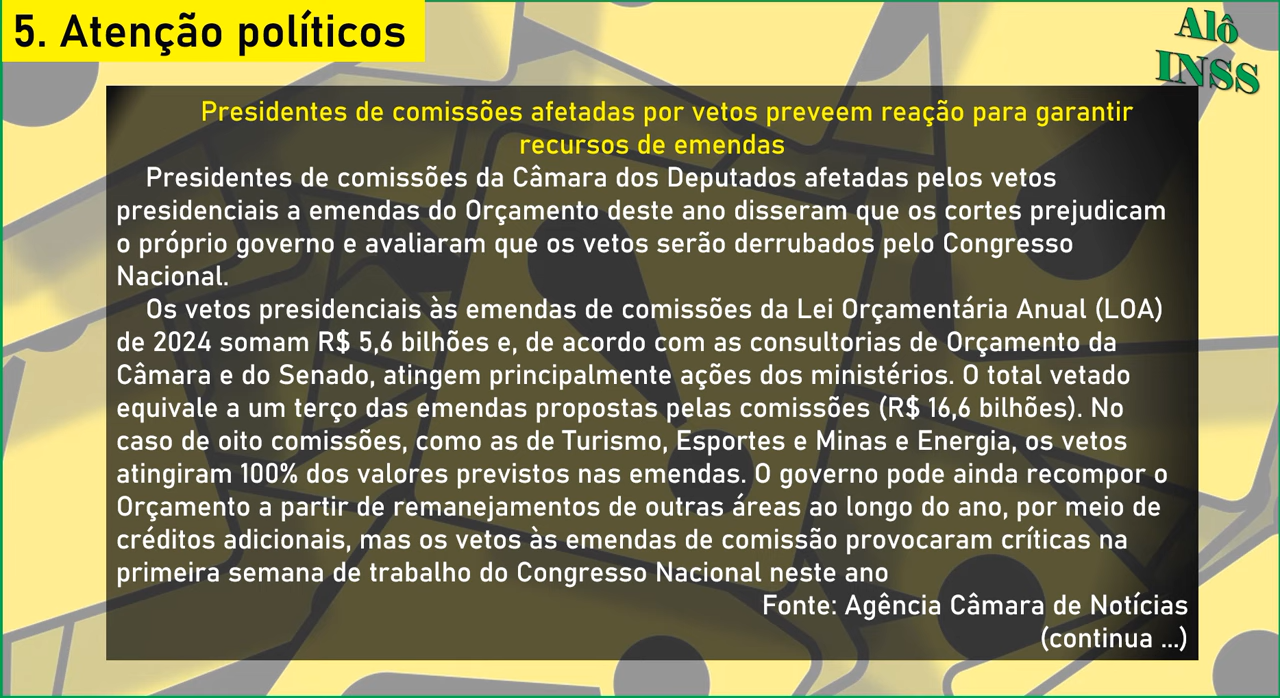 5. Atenção políticos
Alô
INSS
Presidentes de comissões afetadas por vetos preveem reação para garantir
recursos de emendas
Presidentes de comissões da Câmara dos Deputados afetadas pelos vetos
presidenciais a emendas do Orçamento deste ano disseram que os cortes prejudicam
o próprio governo e avaliaram que os vetos serão derrubados pelo Congresso
Nacional.
Os vetos presidenciais às emendas de comissões da Lei Orçamentária Anual (LOA)
de 2024 somam R$ 5,6 bilhões e, de acordo com as consultorias de Orçamento da
Câmara e do Senado, atingem principalmente ações dos ministérios. O total vetado
equivale a um terço das emendas propostas pelas comissões (R$ 16,6 bilhões). No
caso de oito comissões, como as de Turismo, Esportes e Minas e Energia, os vetos
atingiram 100% dos valores previstos nas emendas. O governo pode ainda recompor o
Orçamento a partir de remanejamentos de outras áreas ao longo do ano, por meio de
créditos adicionais, mas os vetos às emendas de comissão provocaram críticas na
primeira semana de trabalho do Congresso Nacional neste ano
Fonte: Agência Câmara de Notícias
(continua ...)